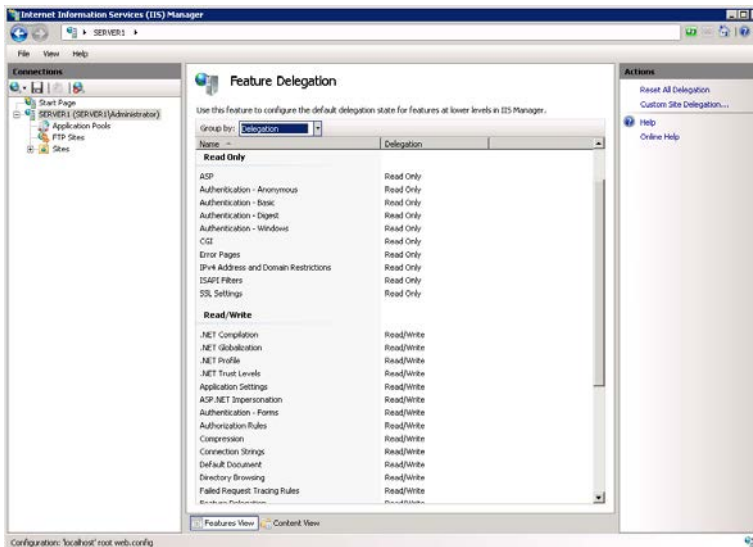 Internet Information Services (IIS) Manager
SERVER1
File View Help
Connections
Start Page
SERVER1 (SERVER1\Administrator)
Application Pools
FTP Sites
Sites
Feature Delegation
Use this feature to configure the default delegation state for features at lower levels in IIS Manager.
Group by: Delegation
Name Delegation
Read Only
ASP Read Only
Authentication - Anonymous Read Only
Authentication - Basic Read Only
Authentication - Digest Read Only
Authentication - Windows Read Only
CGI Read Only
Error Pages Read Only
IPv4 Address and Domain Restrictions Read Only
ISAPI Filters Read Only
SSL Settings Read Only
Read/Write
.NET Compilation Read/Write
.NET Globalization Read/Write
.NET Profile Read/Write
.NET Trust Levels Read/Write
Application Settings Read/Write
ASP.NET Impersonation Read/Write
Authentication - Forms Read/Write
Authorization Rules Read/Write
Compression Read/Write
Connection Strings Read/Write
Default Document Read/Write
Directory Browsing Read/Write
Failed Request Tracing Rules Read/Write
Feature Delegation Read/Write
Features View Content View
Actions
Reset All Delegation
Custom Site Delegation...
Help
Online Help
Configuration: 'localhost' root web.config